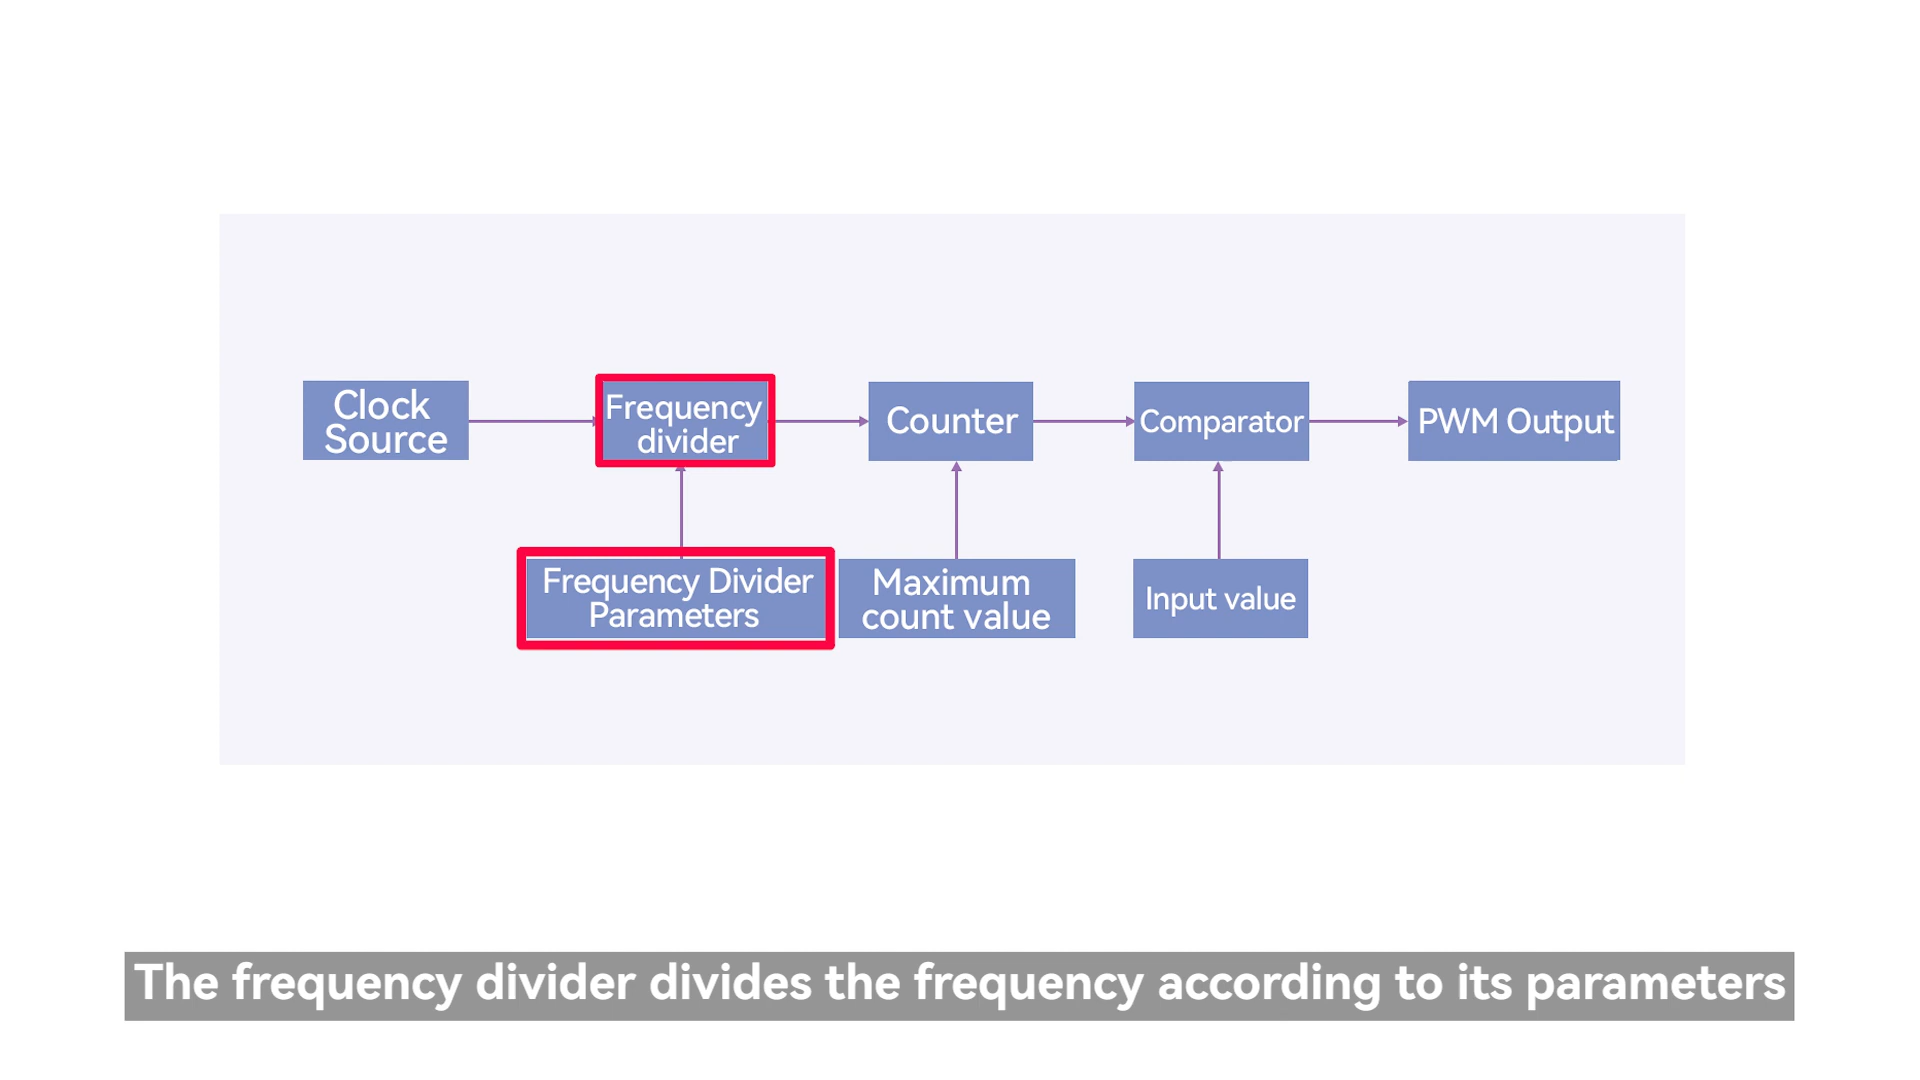 Clock
Source
Frequency
divider
Counter
Comparator
PWM Output
Frequency Divider
Parameters
Maximum
count value
Input value
The frequency divider divides the frequency according to its parameters